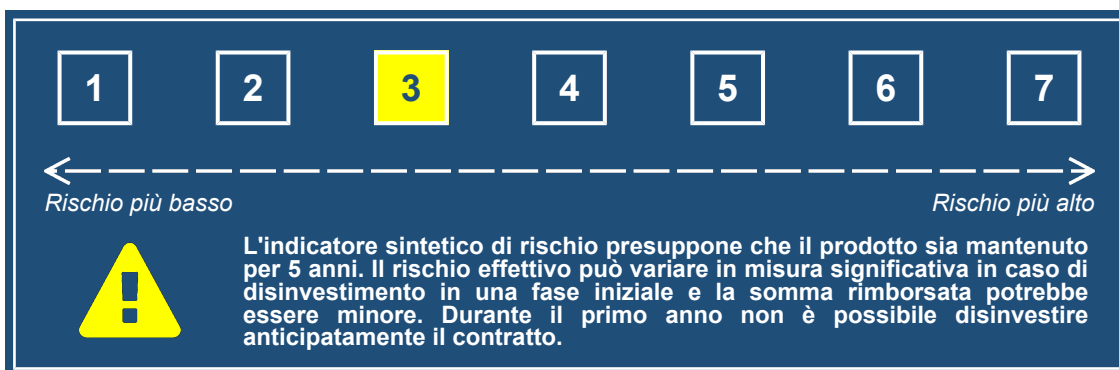 1 2 3 4 5 6 7
Rischio più basso Rischio più alto
L'indicatore sintetico di rischio presuppone che il prodotto sia mantenuto
per 5 anni. Il rischio effettivo può variare in misura significativa in caso di
disinvestimento in una fase iniziale e la somma rimborsata potrebbe
essere minore. Durante il primo anno non è possibile disinvestire
anticipatamente il contratto.